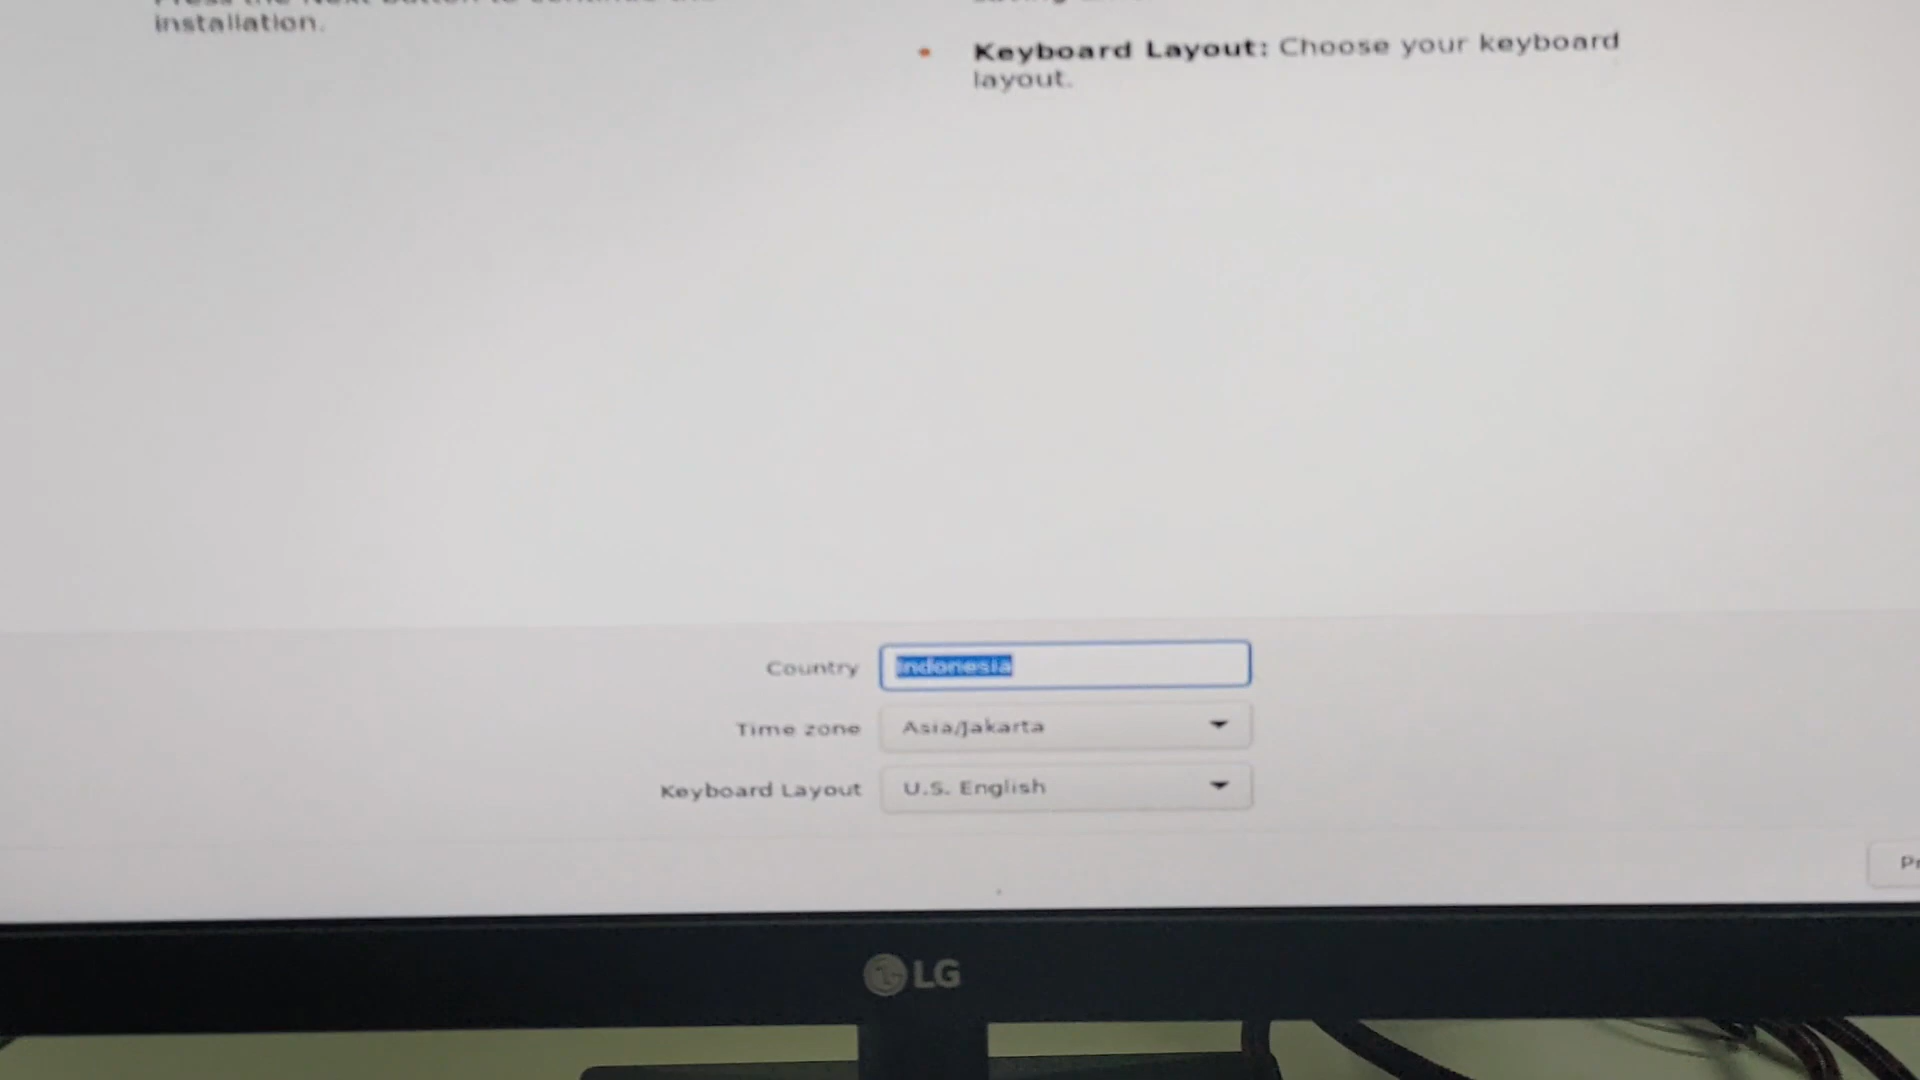 installation.
Keyboard Layout: Choose your keyboard
layout.
Country Indonesia
Time zone Asia/Jakarta
Keyboard Layout U.S. English
LG